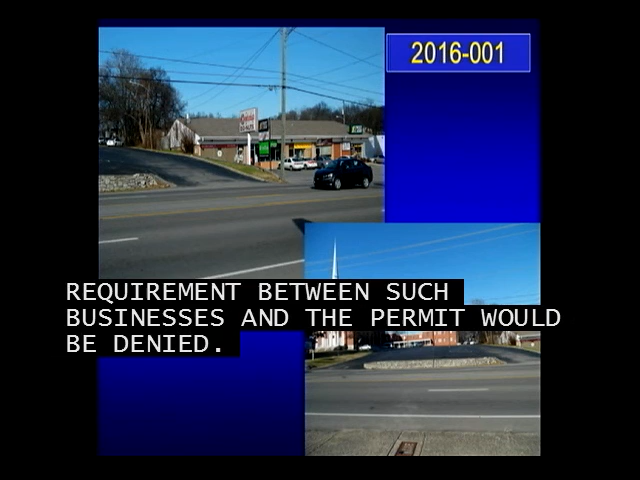 2016-001
REQUIREMENT BETWEEN SUCH
BUSINESSES AND THE PERMIT WOULD
BE DENIED.